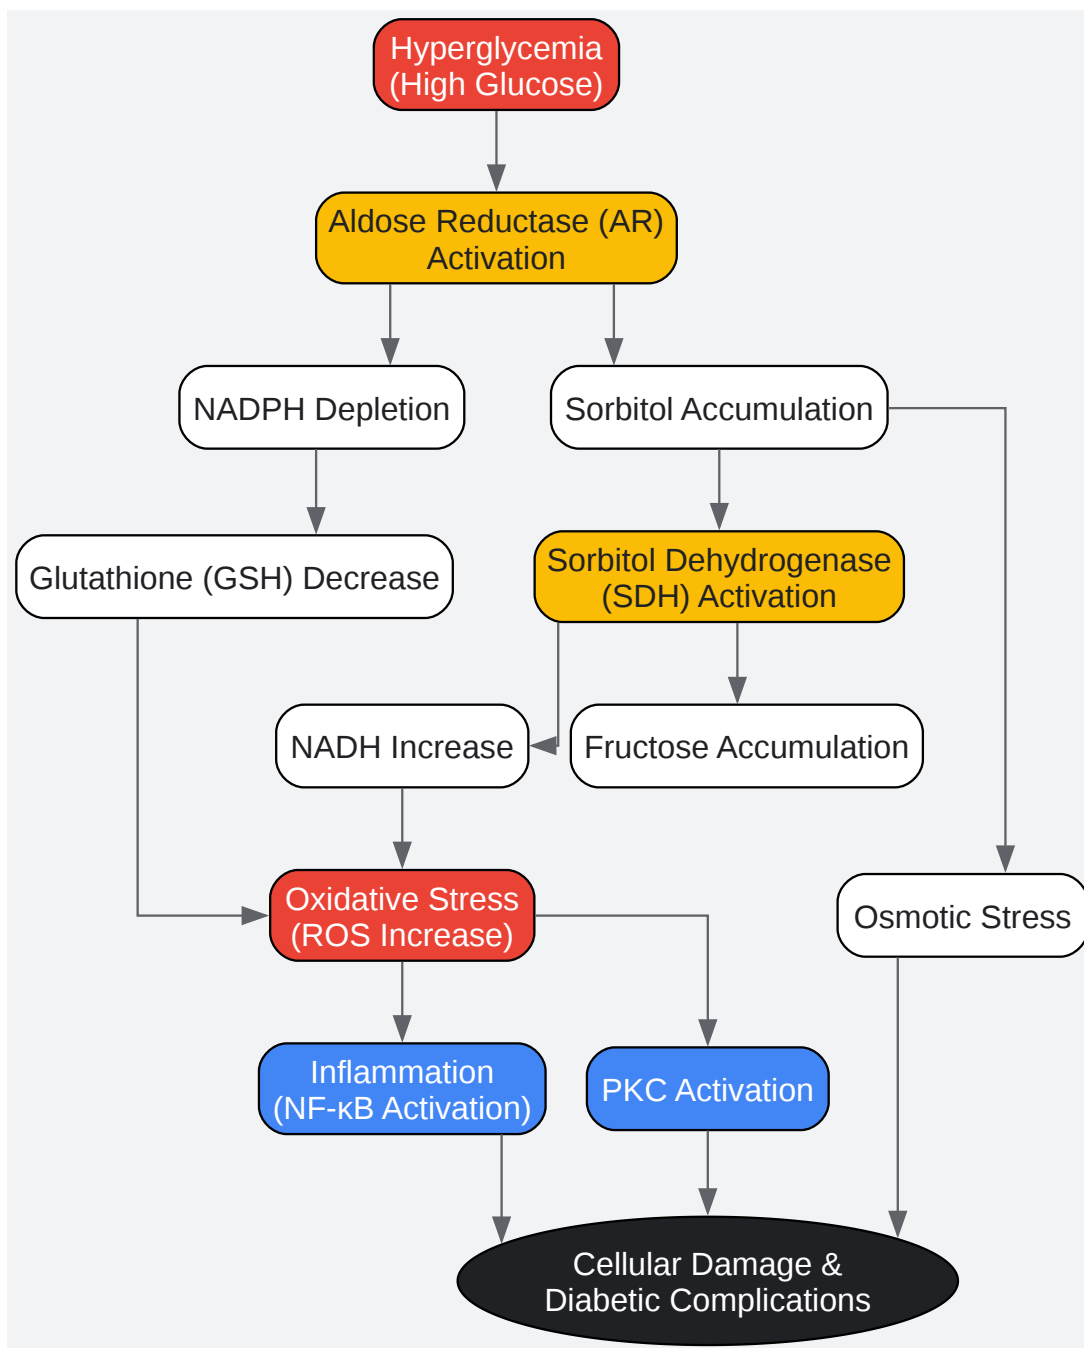 Hyperglycemia
(High Glucose)
Aldose Reductase (AR)
Activation
NADPH Depletion
Sorbitol Accumulation
Glutathione (GSH) Decrease
Sorbitol Dehydrogenase
(SDH) Activation
NADH Increase
Fructose Accumulation
Oxidative Stress
(ROS Increase)
Osmotic Stress
Inflammation
(NF-κB Activation)
PKC Activation
Cellular Damage &
Diabetic Complications